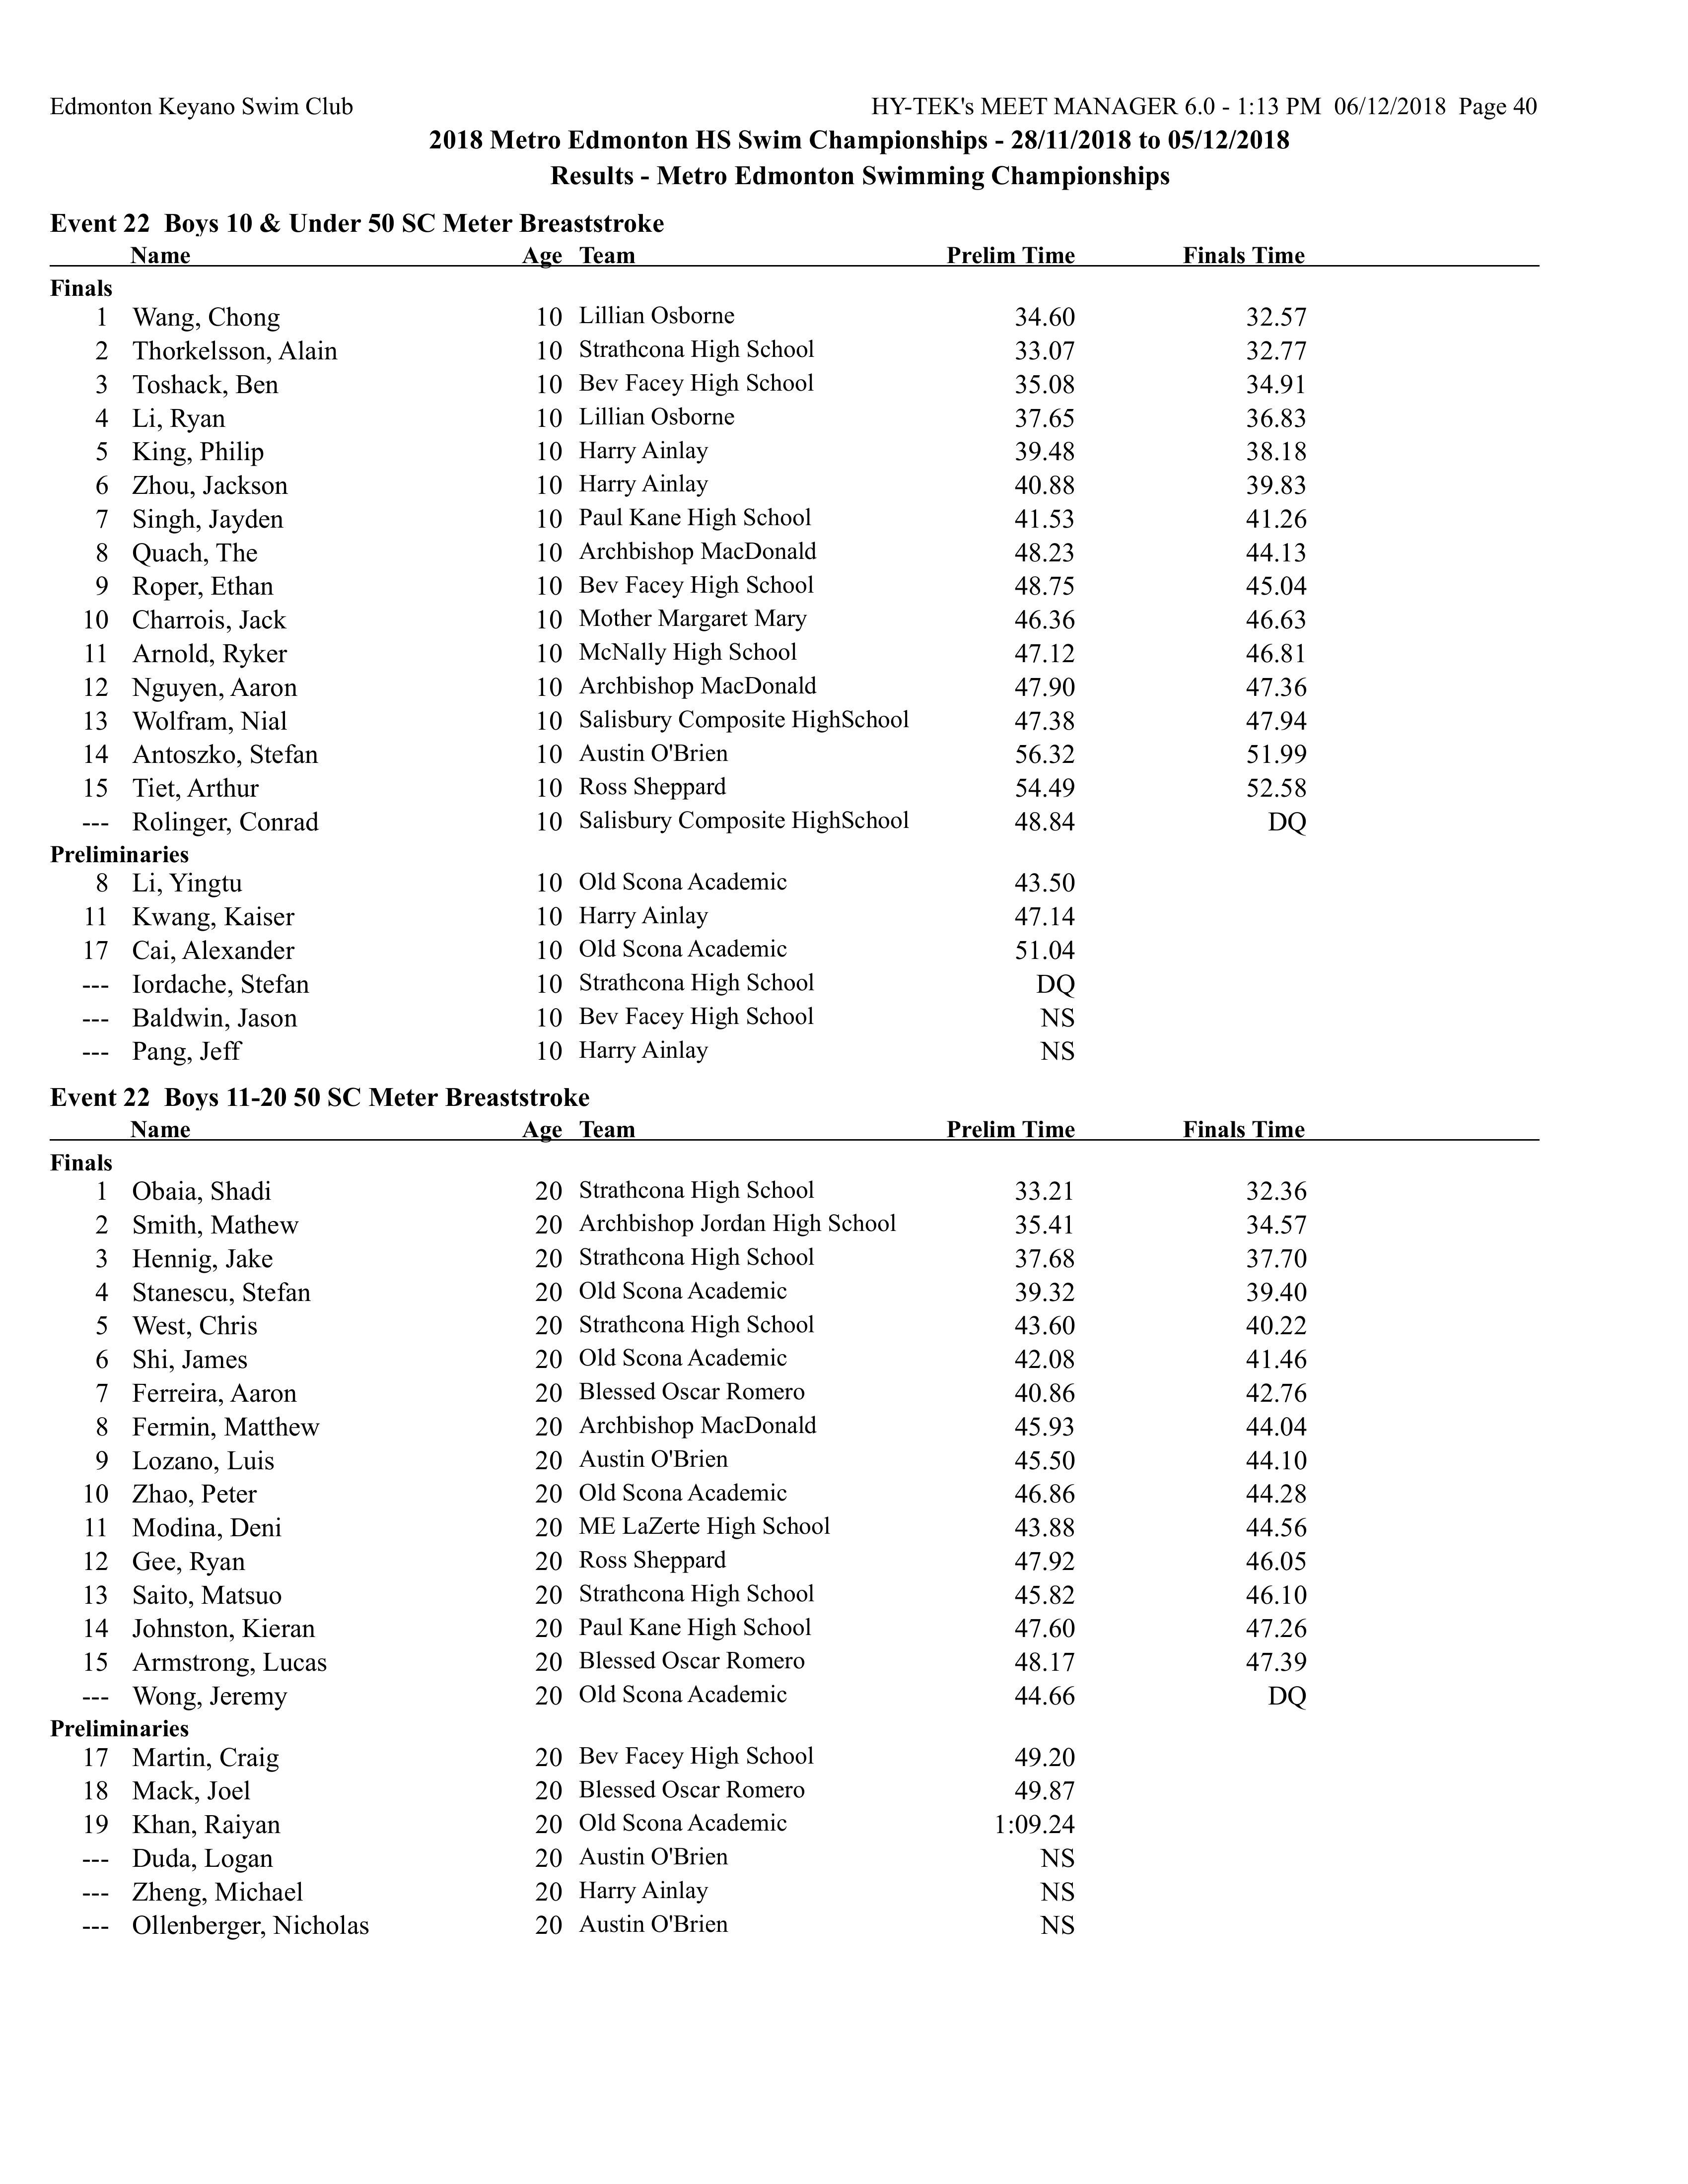 Edmonton Keyano Swim Club HY-TEK's MEET MANAGER 6.0 - 1:13 PM 06/12/2018 Page 40
2018 Metro Edmonton HS Swim Championships - 28/11/2018 to 05/12/2018
Results - Metro Edmonton Swimming Championships
Event 22 Boys 10 & Under 50 SC Meter Breaststroke
Name Age Team Prelim Time Finals Time
Finals
1 Wang, Chong 10 Lillian Osborne 34.60 32.57
2 Thorkelsson, Alain 10 Strathcona High School 33.07 32.77
3 Toshack, Ben 10 Bev Facey High School 35.08 34.91
4 Li, Ryan 10 Lillian Osborne 37.65 36.83
5 King, Philip 10 Harry Ainlay 39.48 38.18
6 Zhou, Jackson 10 Harry Ainlay 40.88 39.83
7 Singh, Jayden 10 Paul Kane High School 41.53 41.26
8 Quach, The 10 Archbishop MacDonald 48.23 44.13
9 Roper, Ethan 10 Bev Facey High School 48.75 45.04
10 Charrois, Jack 10 Mother Margaret Mary 46.36 46.63
11 Arnold, Ryker 10 McNally High School 47.12 46.81
12 Nguyen, Aaron 10 Archbishop MacDonald 47.90 47.36
13 Wolfram, Nial 10 Salisbury Composite HighSchool 47.38 47.94
14 Antoszko, Stefan 10 Austin O'Brien 56.32 51.99
15 Tiet, Arthur 10 Ross Sheppard 54.49 52.58
--- Rolinger, Conrad 10 Salisbury Composite HighSchool 48.84 DQ
Preliminaries
8 Li, Yingtu 10 Old Scona Academic 43.50
11 Kwang, Kaiser 10 Harry Ainlay 47.14
17 Cai, Alexander 10 Old Scona Academic 51.04
--- Iordache, Stefan 10 Strathcona High School DQ
--- Baldwin, Jason 10 Bev Facey High School NS
--- Pang, Jeff 10 Harry Ainlay NS
Event 22 Boys 11-20 50 SC Meter Breaststroke
Name Age Team Prelim Time Finals Time
Finals
1 Obaia, Shadi 20 Strathcona High School 33.21 32.36
2 Smith, Mathew 20 Archbishop Jordan High School 35.41 34.57
3 Hennig, Jake 20 Strathcona High School 37.68 37.70
4 Stanescu, Stefan 20 Old Scona Academic 39.32 39.40
5 West, Chris 20 Strathcona High School 43.60 40.22
6 Shi, James 20 Old Scona Academic 42.08 41.46
7 Ferreira, Aaron 20 Blessed Oscar Romero 40.86 42.76
8 Fermin, Matthew 20 Archbishop MacDonald 45.93 44.04
9 Lozano, Luis 20 Austin O'Brien 45.50 44.10
10 Zhao, Peter 20 Old Scona Academic 46.86 44.28
11 Modina, Deni 20 ME LaZerte High School 43.88 44.56
12 Gee, Ryan 20 Ross Sheppard 47.92 46.05
13 Saito, Matsuo 20 Strathcona High School 45.82 46.10
14 Johnston, Kieran 20 Paul Kane High School 47.60 47.26
15 Armstrong, Lucas 20 Blessed Oscar Romero 48.17 47.39
--- Wong, Jeremy 20 Old Scona Academic 44.66 DQ
Preliminaries
17 Martin, Craig 20 Bev Facey High School 49.20
18 Mack, Joel 20 Blessed Oscar Romero 49.87
19 Khan, Raiyan 20 Old Scona Academic 1:09.24
--- Duda, Logan 20 Austin O'Brien NS
--- Zheng, Michael 20 Harry Ainlay NS
--- Ollenberger, Nicholas 20 Austin O'Brien NS